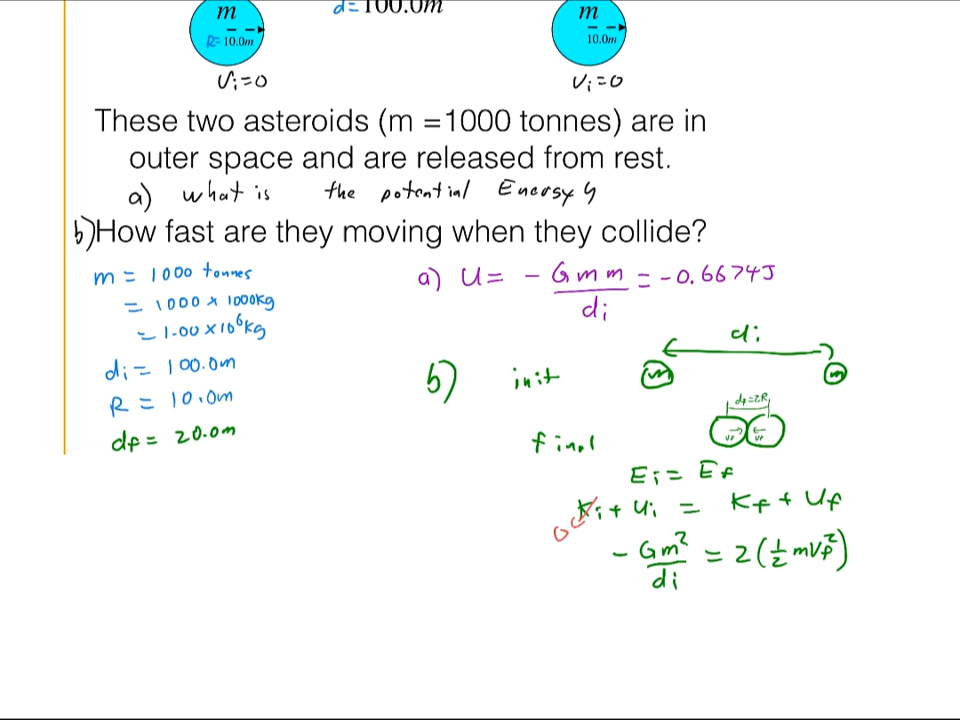 m d=100.0m m
R= 10.0m 10.0m
Vi=0 Vi=0
These two asteroids (m =1000 tonnes) are in
outer space and are released from rest.
a) what is the potential Energy
b) How fast are they moving when they collide?
m = 1000 tonnes
= 1000 x 1000kg
= 1.00 x 10⁶kg
di = 100.0m
R = 10.0m
df = 20.0m
a) U = - Gmm/di = -0.6674J
di
b) init m m
df=2R
final vf vf
Ei = Ef
0 Ki + Ui = Kf + Uf
- Gm²/di = 2(½mVf²)